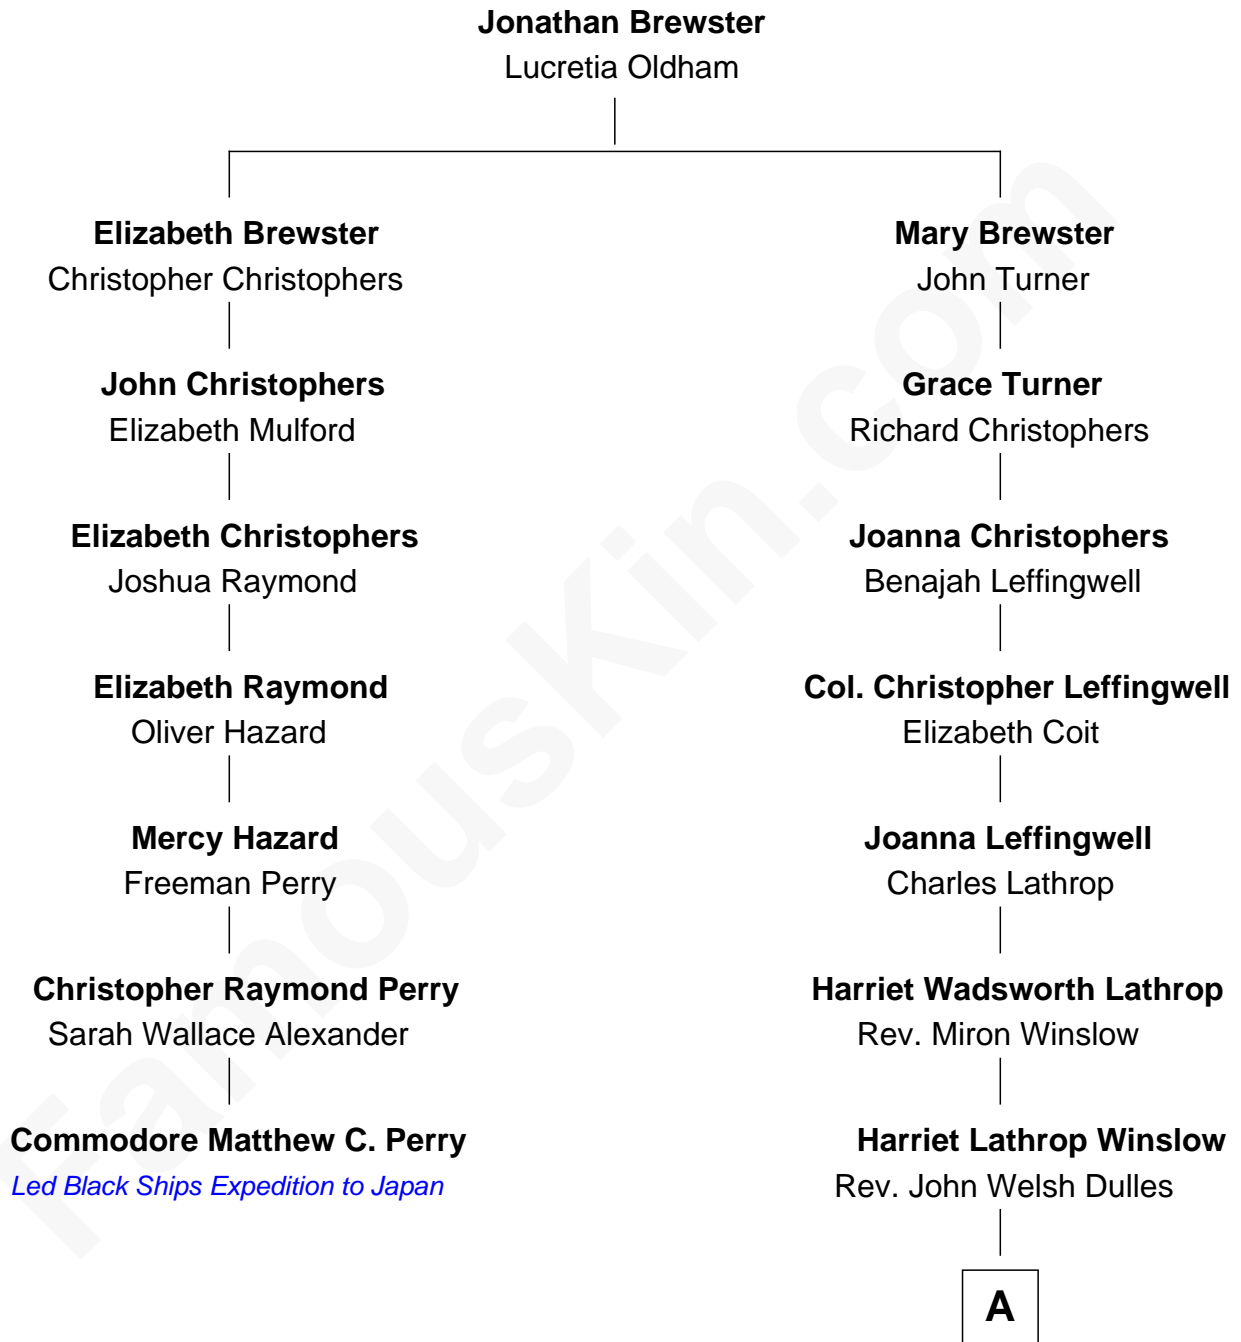 Jonathan Brewster
Lucretia Oldham
Elizabeth Brewster
Christopher Christophers
Mary Brewster
John Turner
John Christophers
Elizabeth Mulford
Grace Turner
Richard Christophers
Elizabeth Christophers
Joshua Raymond
Joanna Christophers
Benajah Leffingwell
Elizabeth Raymond
Oliver Hazard
Col. Christopher Leffingwell
Elizabeth Coit
Mercy Hazard
Freeman Perry
Joanna Leffingwell
Charles Lathrop
Christopher Raymond Perry
Sarah Wallace Alexander
Harriet Wadsworth Lathrop
Rev. Miron Winslow
Commodore Matthew C. Perry
Led Black Ships Expedition to Japan
Harriet Lathrop Winslow
Rev. John Welsh Dulles
A
FamousKin.com